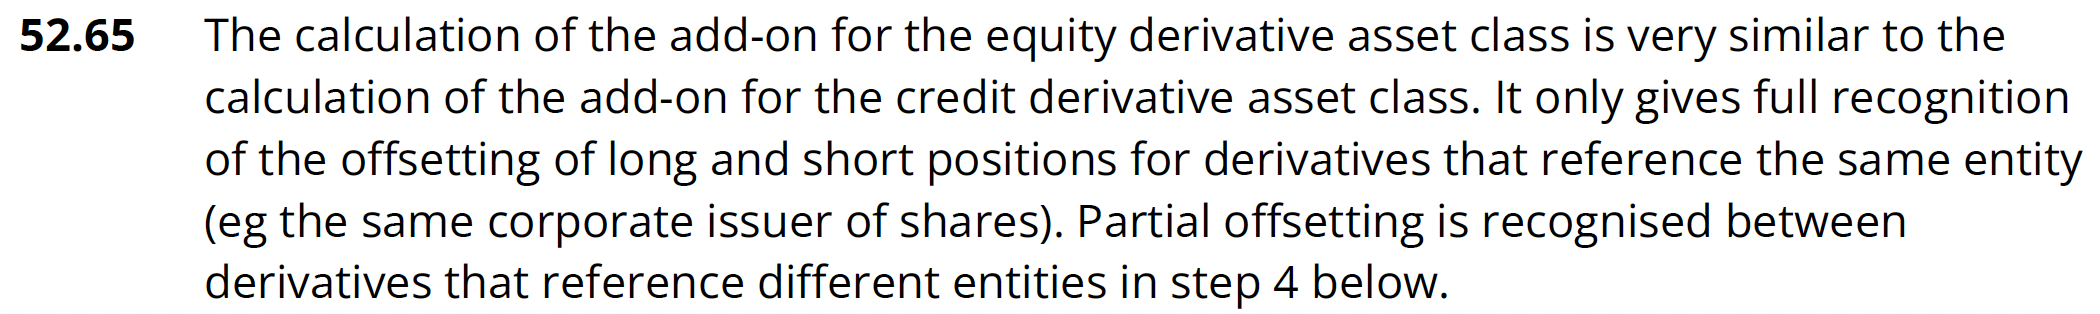 52.65 The calculation of the add-on for the equity derivative asset class is very similar to the
calculation of the add-on for the credit derivative asset class. It only gives full recognition
of the offsetting of long and short positions for derivatives that reference the same entity
(eg the same corporate issuer of shares). Partial offsetting is recognised between
derivatives that reference different entities in step 4 below.